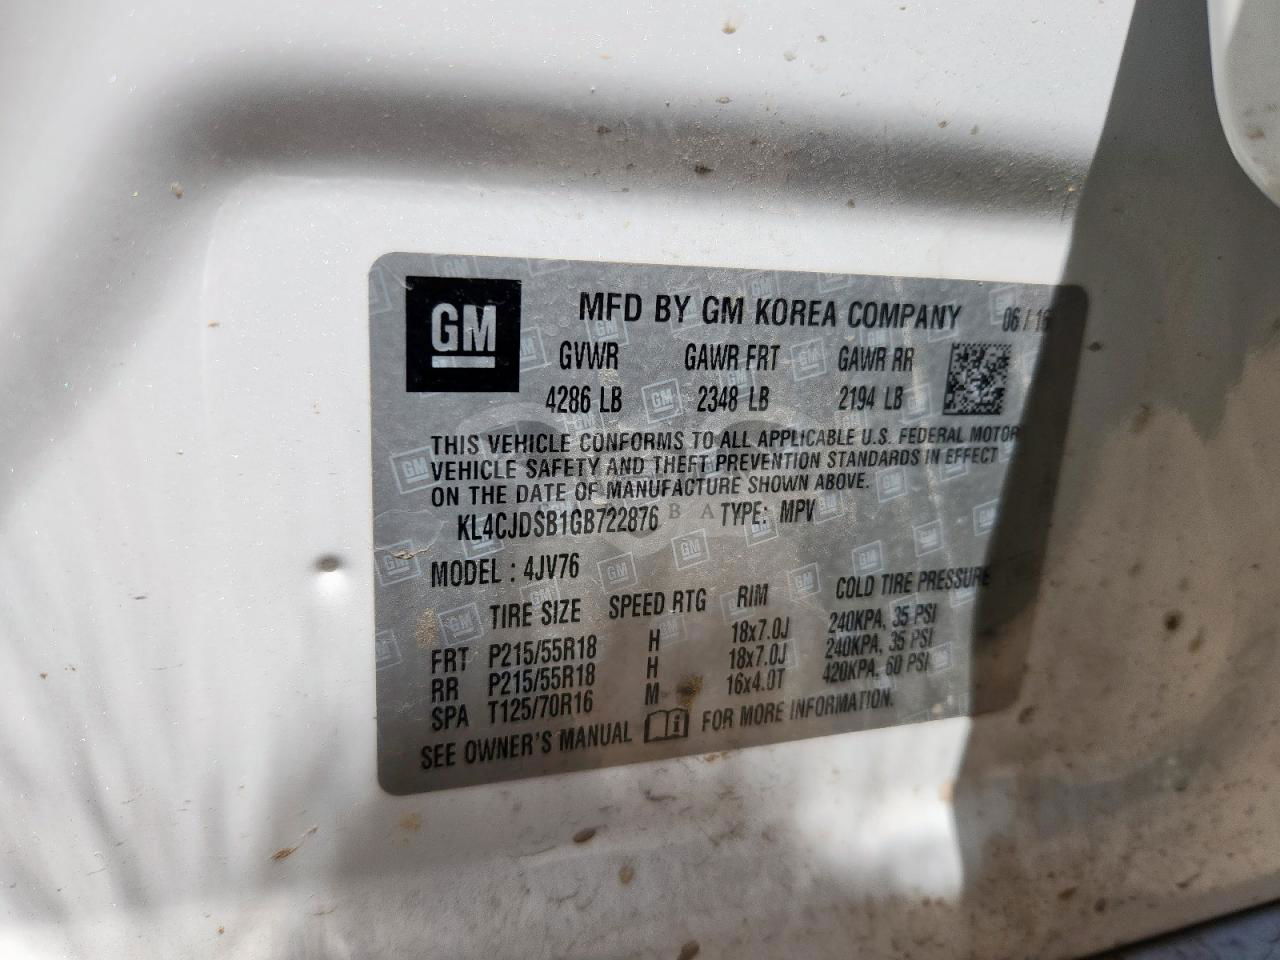 GM MFD BY GM KOREA COMPANY 06/16
GVWR GAWR FRT GAWR RR
4286 LB 2348 LB 2194 LB
THIS VEHICLE CONFORMS TO ALL APPLICABLE U.S. FEDERAL MOTOR
VEHICLE SAFETY AND THEFT PREVENTION STANDARDS IN EFFECT
ON THE DATE OF MANUFACTURE SHOWN ABOVE.
KL4CJDSB1GB722876 TYPE: MPV
MODEL : 4JV76
TIRE SIZE SPEED RTG RIM COLD TIRE PRESSURE
FRT P215/55R18 H 18x7.0J 240KPA, 35 PSI
RR P215/55R18 H 18x7.0J 240KPA, 35 PSI
SPA T125/70R16 M 16x4.0T 420KPA, 60 PSI
SEE OWNER'S MANUAL FOR MORE INFORMATION.